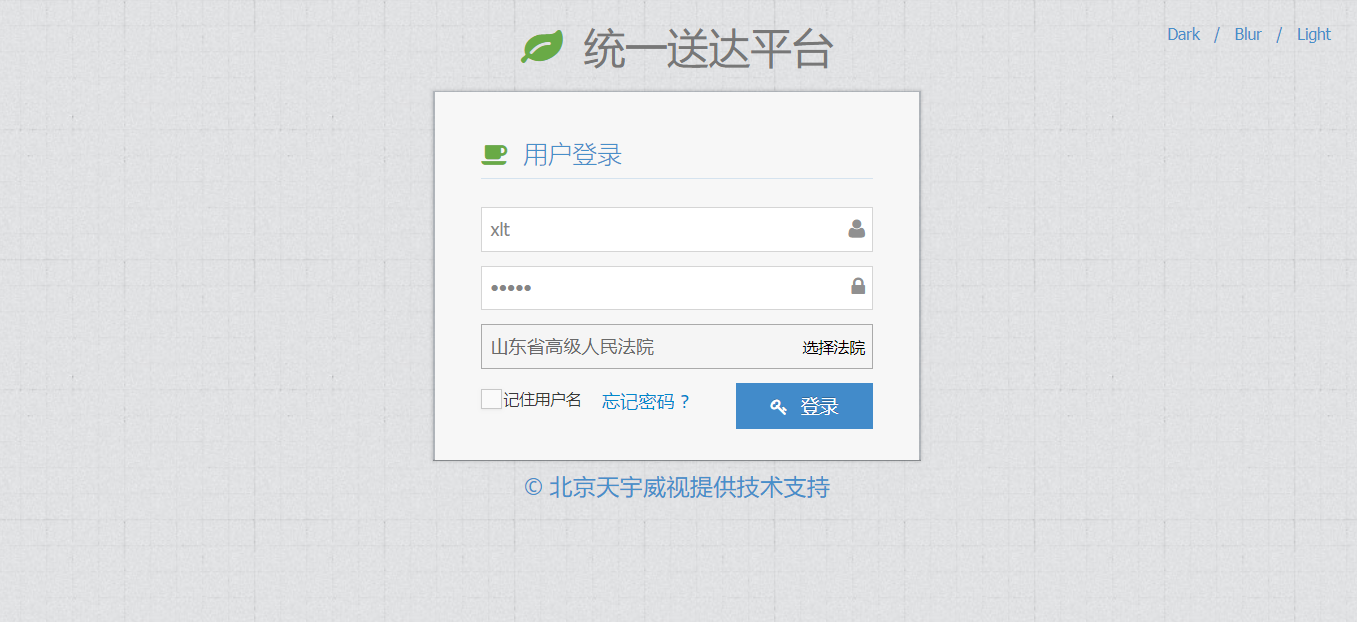 统一送达平台
Dark / Blur / Light
用户登录
xlt
•••••
山东省高级人民法院 选择法院
记住用户名 忘记密码？ 登录
© 北京天宇威视提供技术支持